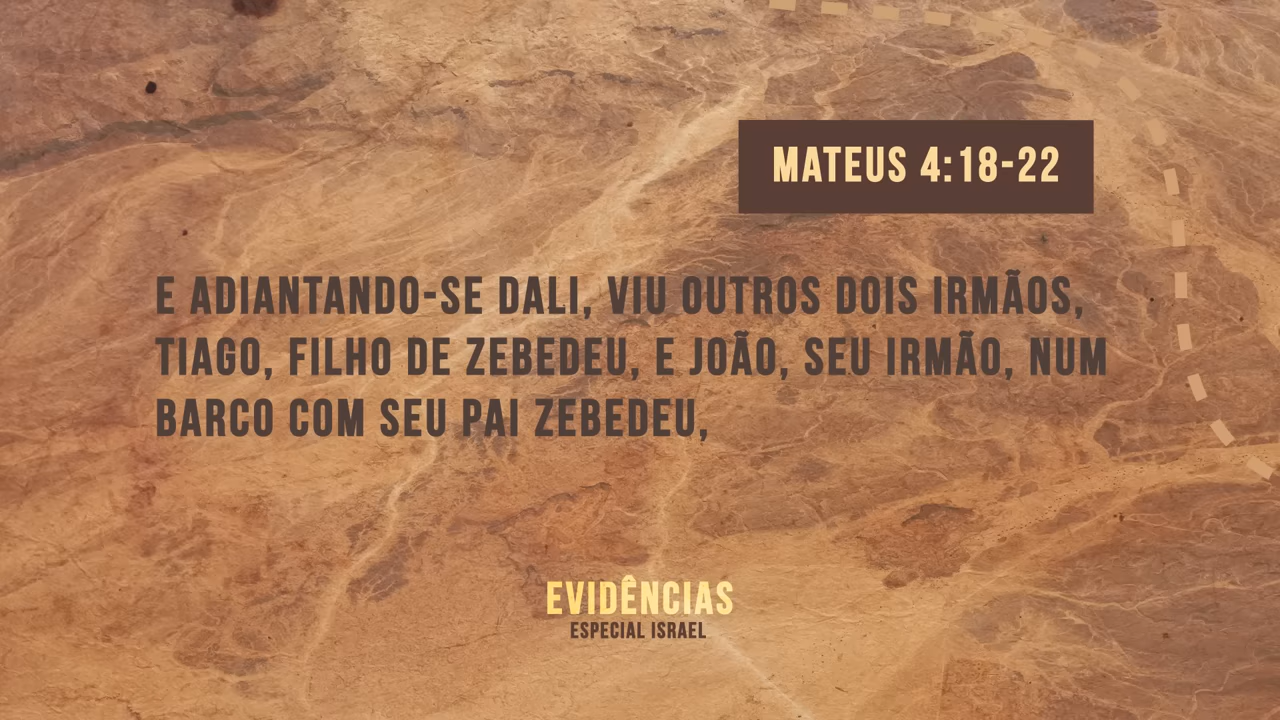 MATEUS 4:18-22
E ADIANTANDO-SE DALI, VIU OUTROS DOIS IRMÃOS,
TIAGO, FILHO DE ZEBEDEU, E JOÃO, SEU IRMÃO, NUM
BARCO COM SEU PAI ZEBEDEU,
EVIDÊNCIAS
ESPECIAL ISRAEL